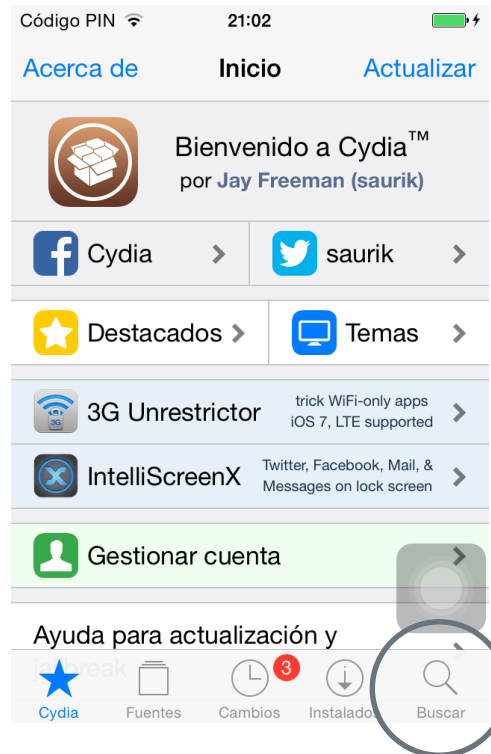 Código PIN 21:02
Acerca de Inicio Actualizar
Bienvenido a Cydia™
por Jay Freeman (saurik)
Cydia saurik
Destacados Temas
3G
3G Unrestrictor
trick WiFi-only apps
iOS 7, LTE supported
IntelliScreenX
Twitter, Facebook, Mail, &
Messages on lock screen
Gestionar cuenta
Ayuda para actualización y
jailbreak
3
Cydia Fuentes Cambios Instalados Buscar